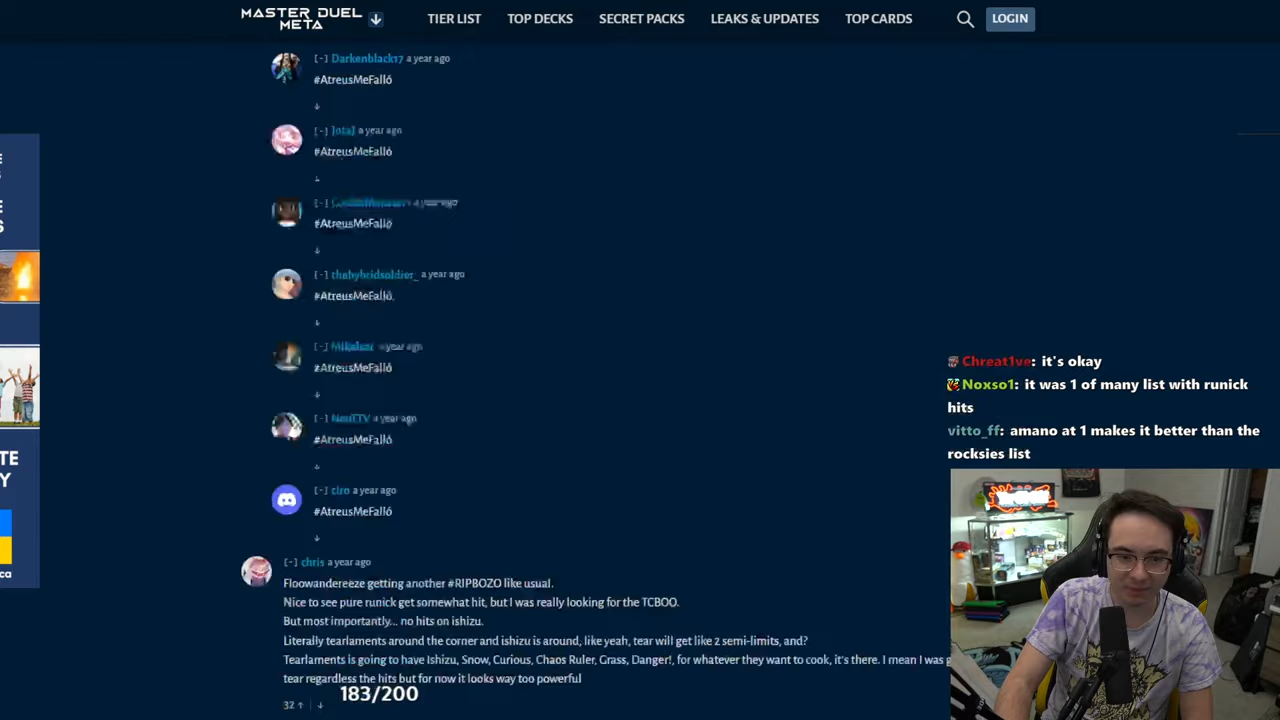 MASTER DUEL
META
TIER LIST
TOP DECKS
SECRET PACKS
LEAKS & UPDATES
TOP CARDS
LOGIN
[-] Darkenblack17 a year ago
#AtreusMeFalló
[-] a year ago
#AtreusMeFalló
[-] a year ago
#AtreusMeFalló
[-] thehybridsoldier_ a year ago
#AtreusMeFalló
[-] a year ago
#AtreusMeFalló
[-] NeuTTV a year ago
#AtreusMeFalló
[-] ciro a year ago
#AtreusMeFalló
[-] chris a year ago
Floowandereeze getting another #RIPBOZO like usual.
Nice to see pure runick get somewhat hit, but I was really looking for the TCBOO.
But most importantly... no hits on ishizu.
Literally tearlaments around the corner and ishizu is around, like yeah, tear will get like 2 semi-limits, and?
Tearlaments is going to have Ishizu, Snow, Curious, Chaos Ruler, Grass, Danger!, for whatever they want to cook, it's there. I mean I was g
tear regardless the hits but for now it looks way too powerful
32
183/200
Chreat1ve: it's okay
Noxso1: it was 1 of many list with runick
hits
vitto_ff: amano at 1 makes it better than the
rocksies list